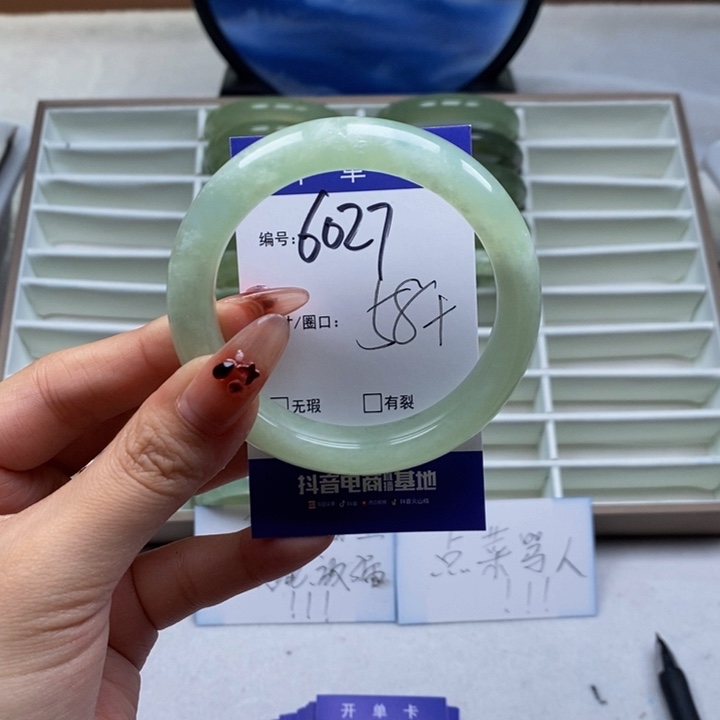 编号:6027
/圈口: 58+
无瑕 有裂
抖音电商基地
点菜骂人
!!!
!!!
开单卡